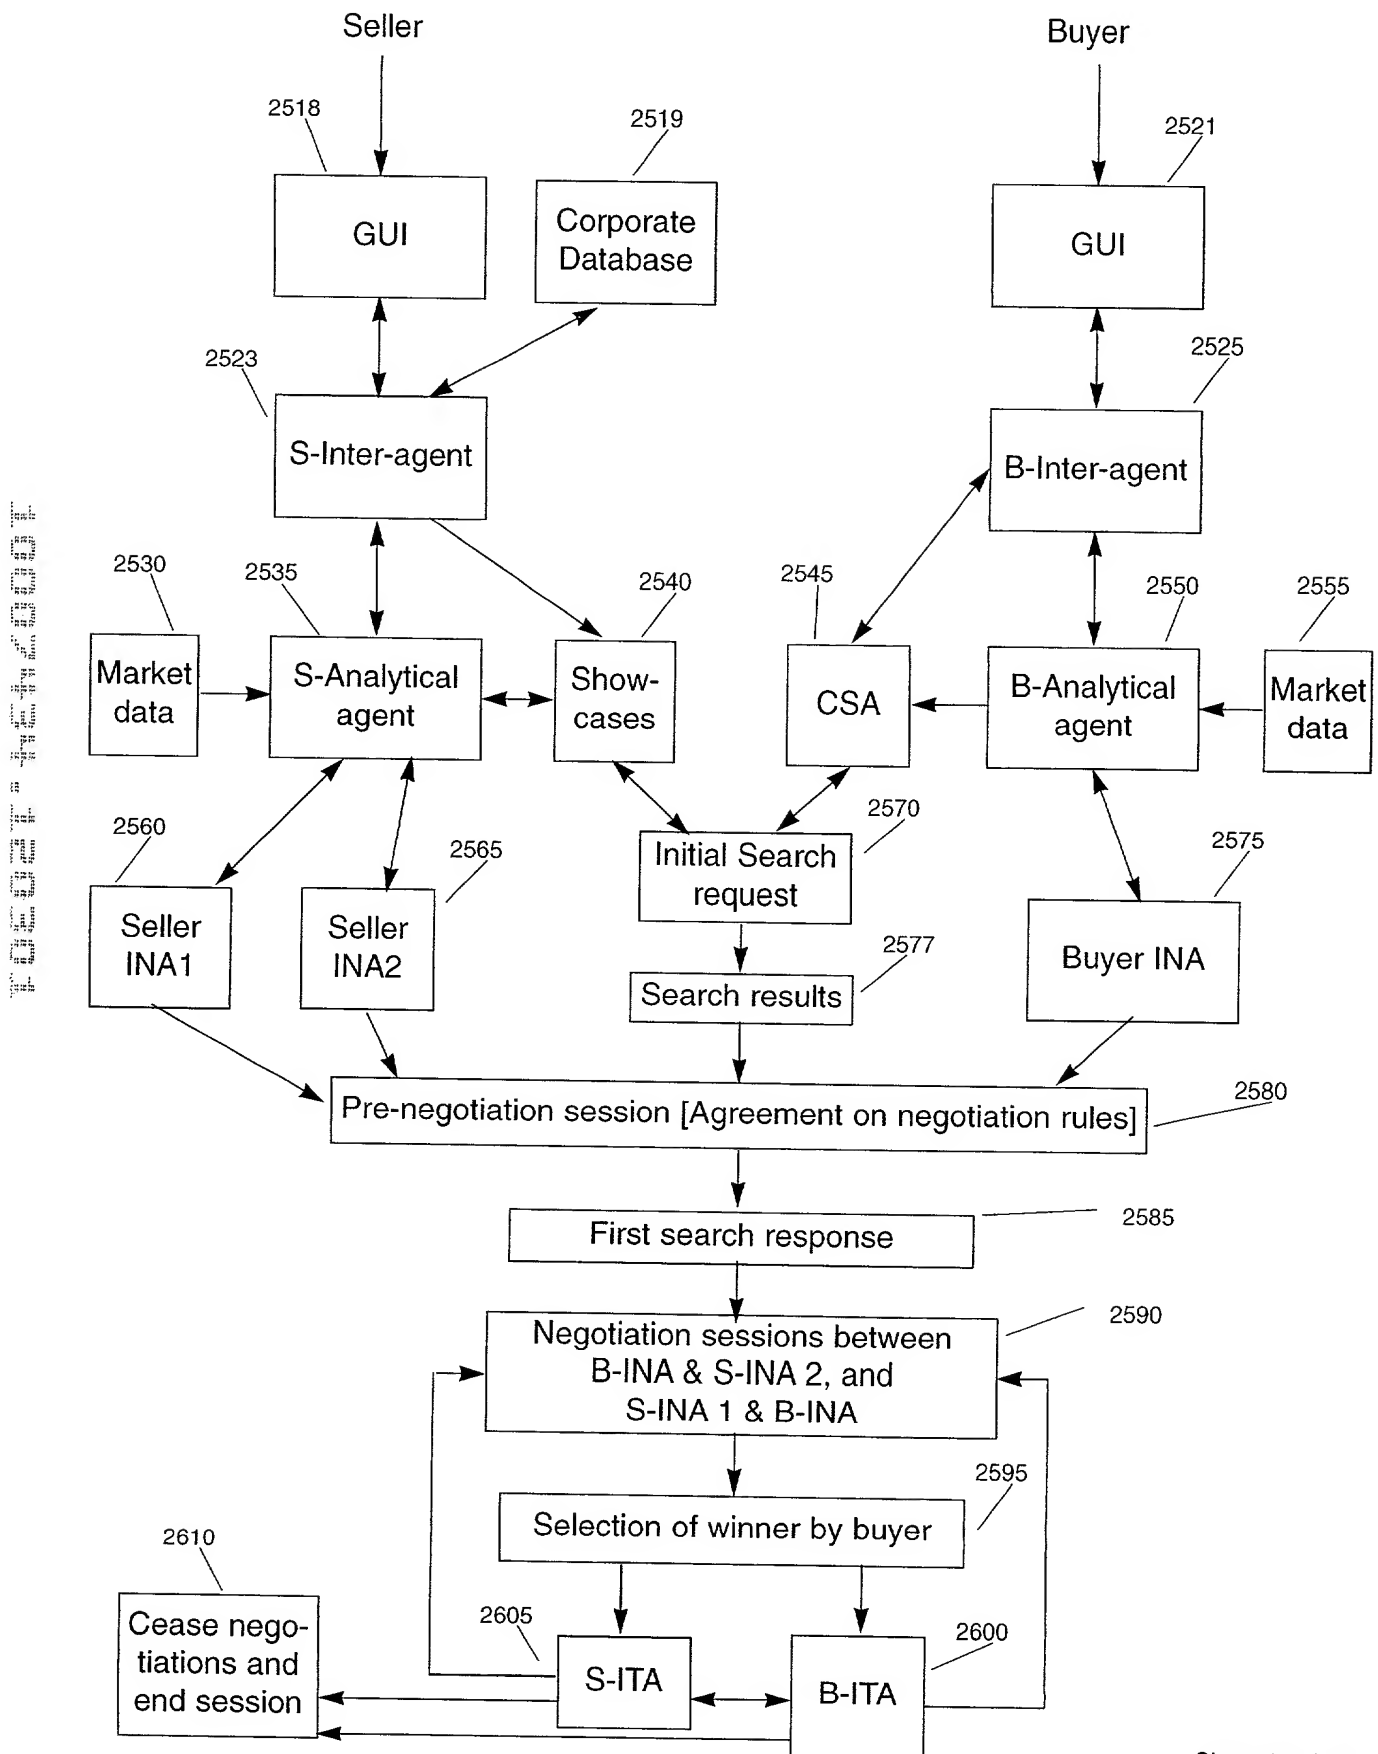 Seller
Buyer
2518
2519
2521
GUI
Corporate
Database
GUI
2523
2525
S-Inter-agent
B-Inter-agent
2530
2535
2540
2545
2550
2555
Market
data
S-Analytical
agent
Show-
cases
CSA
B-Analytical
agent
Market
data
2560
2565
2570
2575
Initial Search
request
Seller
INA1
Seller
INA2
Buyer INA
2577
Search results
2580
Pre-negotiation session [Agreement on negotiation rules]
2585
First search response
2590
Negotiation sessions between
B-INA & S-INA 2, and
S-INA 1 & B-INA
2595
Selection of winner by buyer
2610
2605
2600
Cease nego-
tiations and
end session
S-ITA
B-ITA